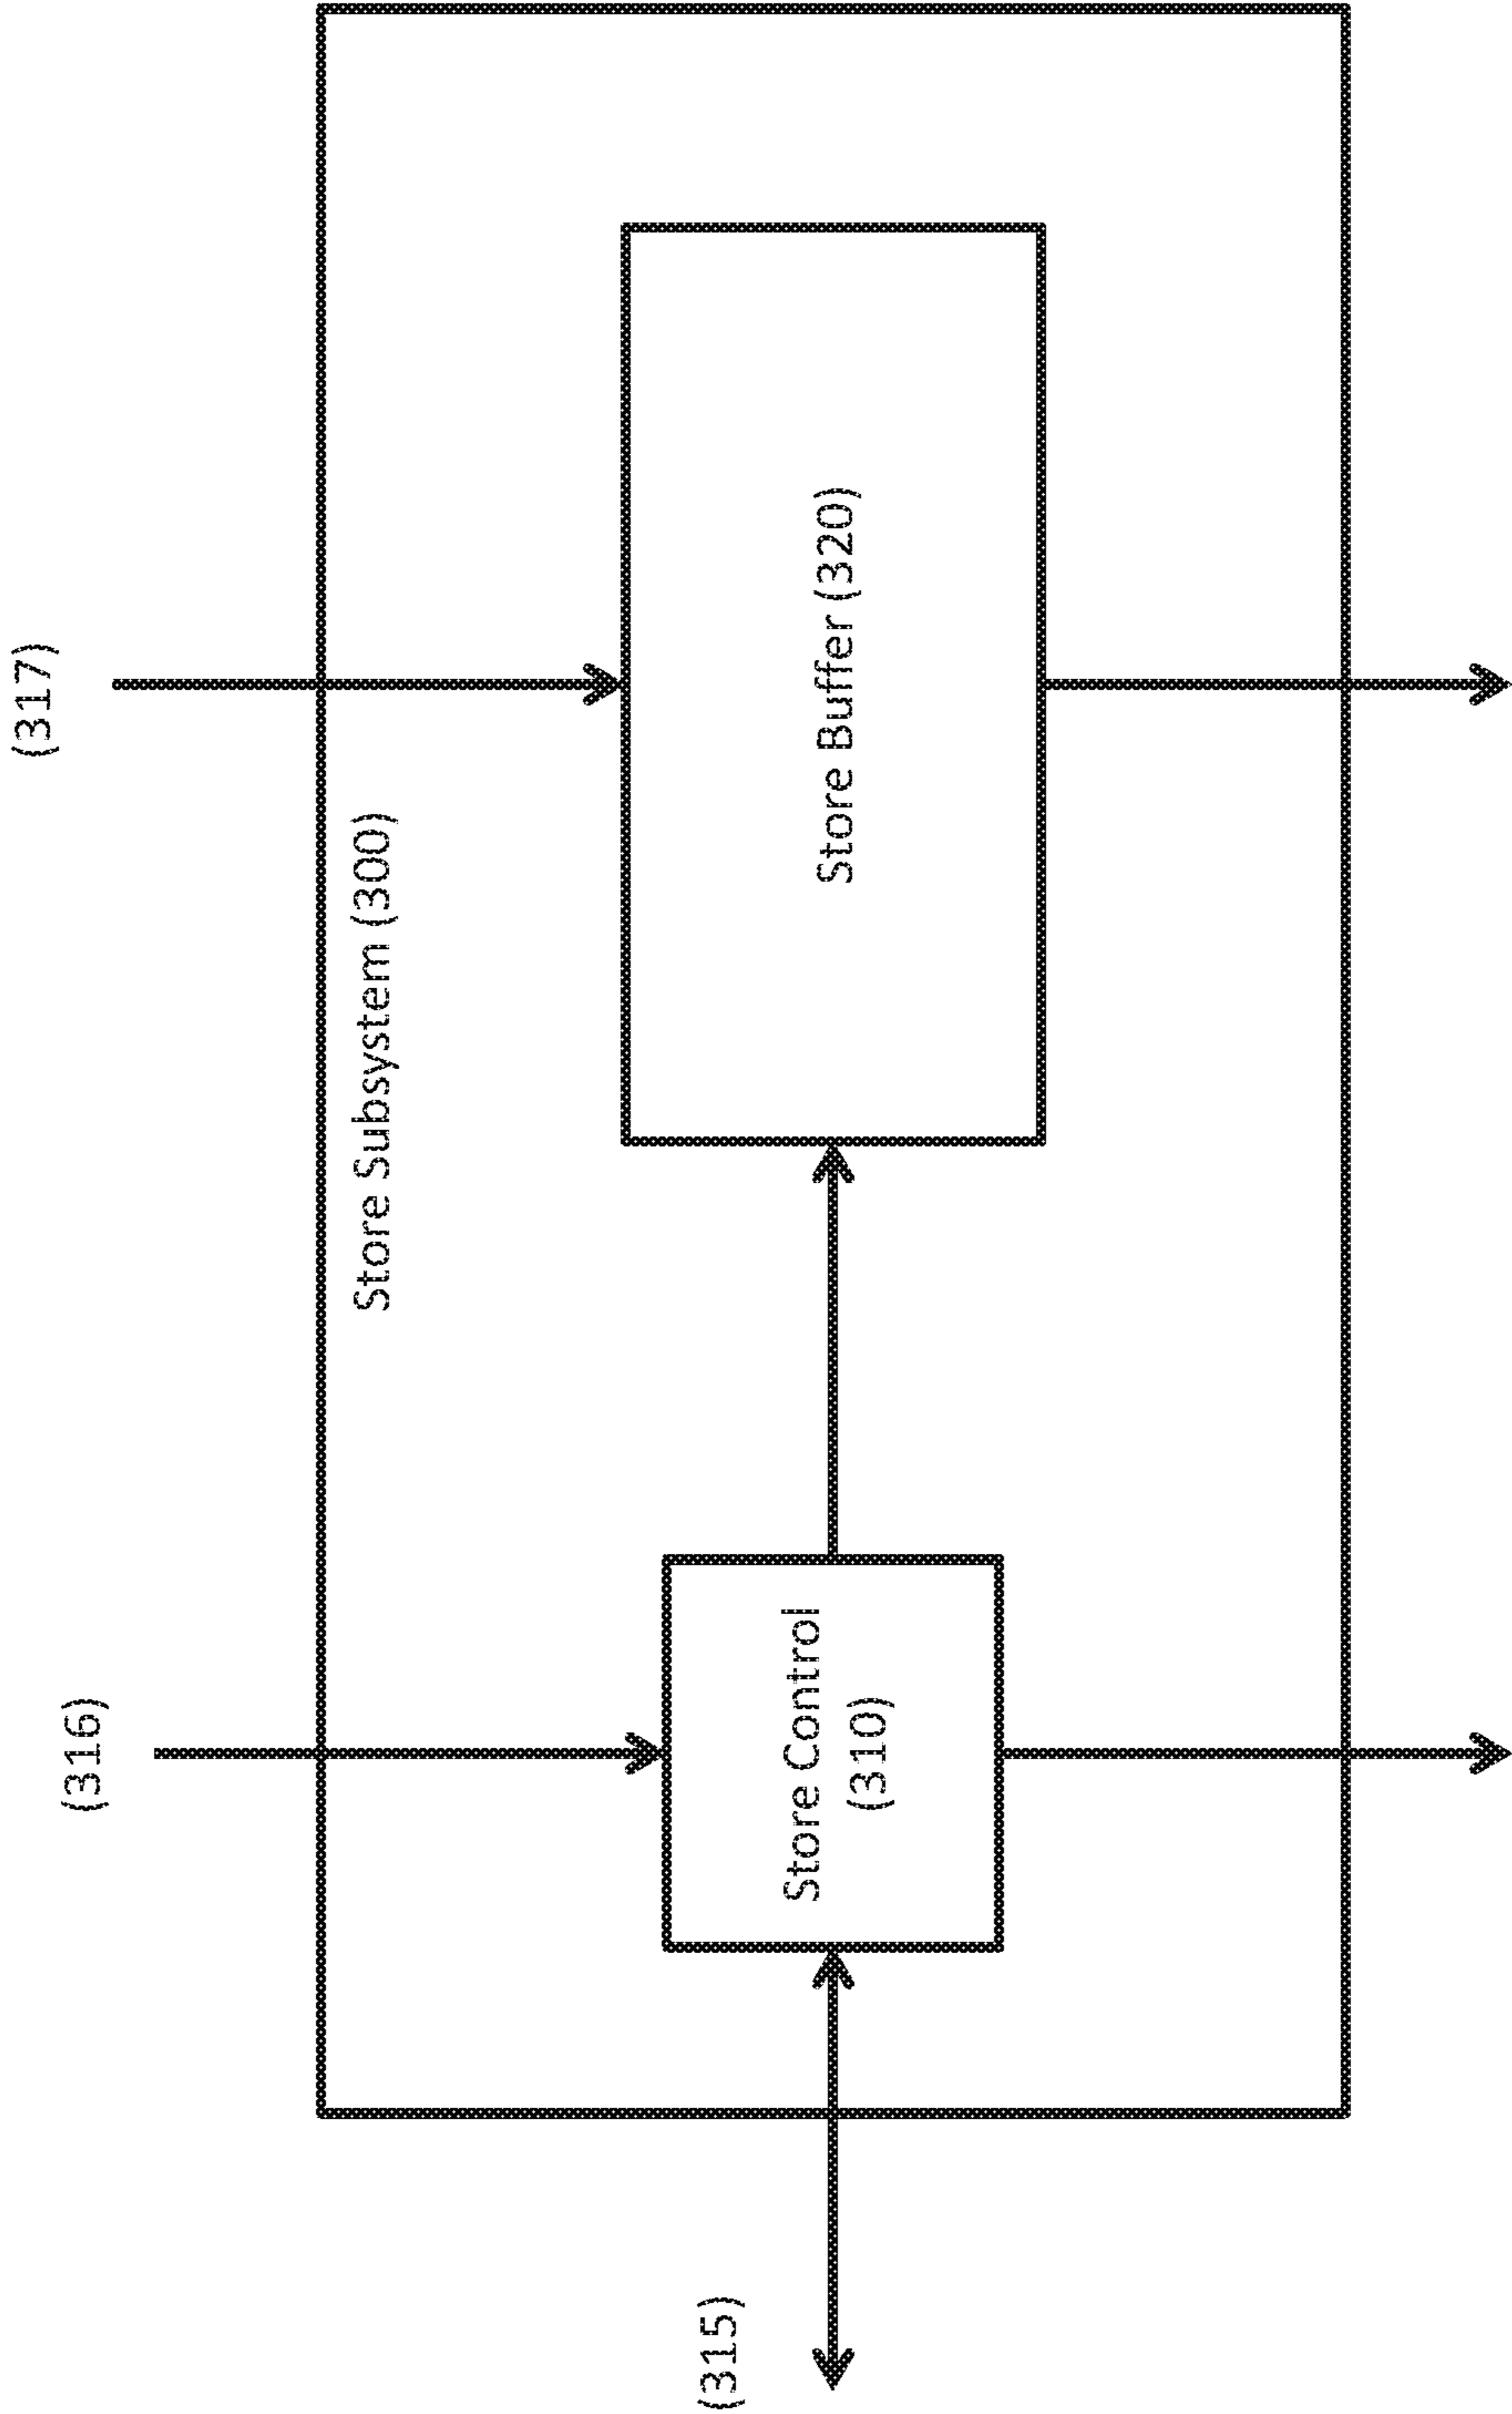 (316)
(317)
Store Subsystem (300)
(315)
Store Control
(310)
Store Buffer (320)